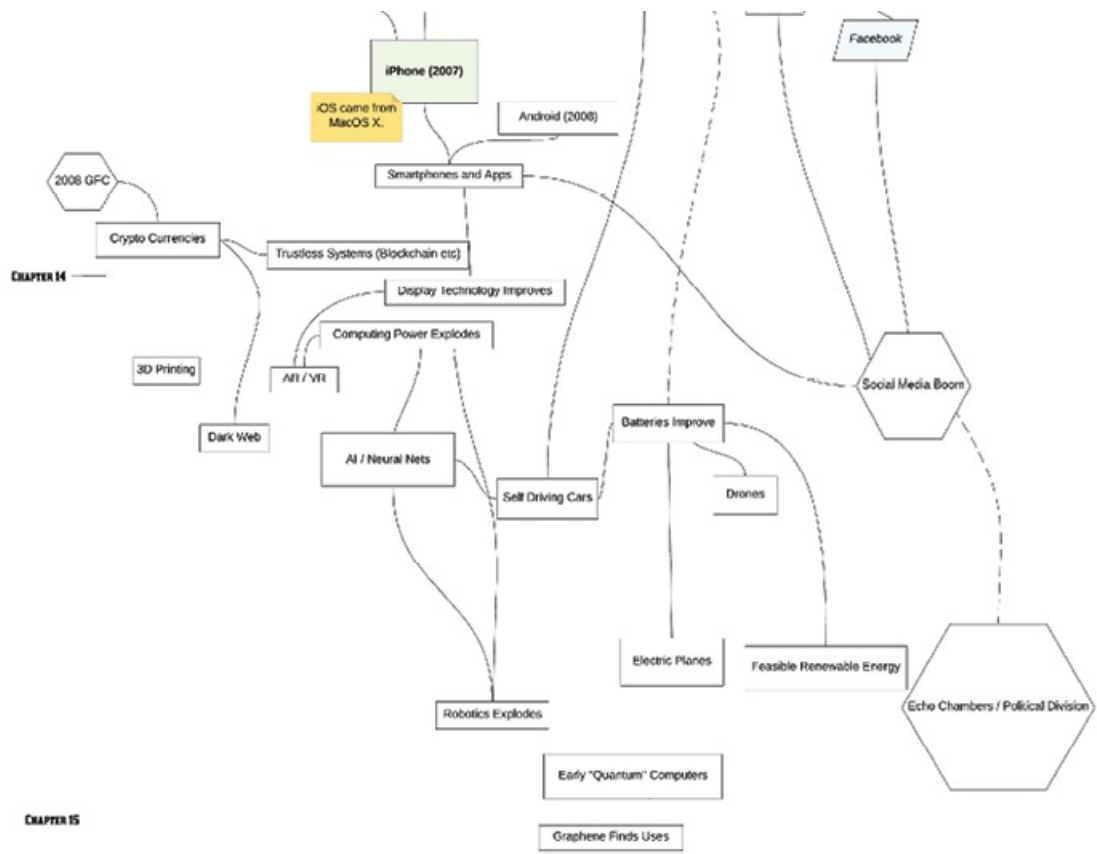 Facebook
iPhone (2007)
iOS came from
MacOS X.
Android (2008)
Smartphones and Apps
2008 GFC
Crypto Currencies
Trustless Systems (Blockchain etc)
CHAPTER 14
Display Technology Improves
Computing Power Explodes
3D Printing
AR / VR
Social Media Boom
Batteries Improve
Dark Web
AI / Neural Nets
Self Driving Cars
Drones
Electric Planes
Feasible Renewable Energy
Echo Chambers / Political Division
Robotics Explodes
Early "Quantum" Computers
CHAPTER 15
Graphene Finds Uses